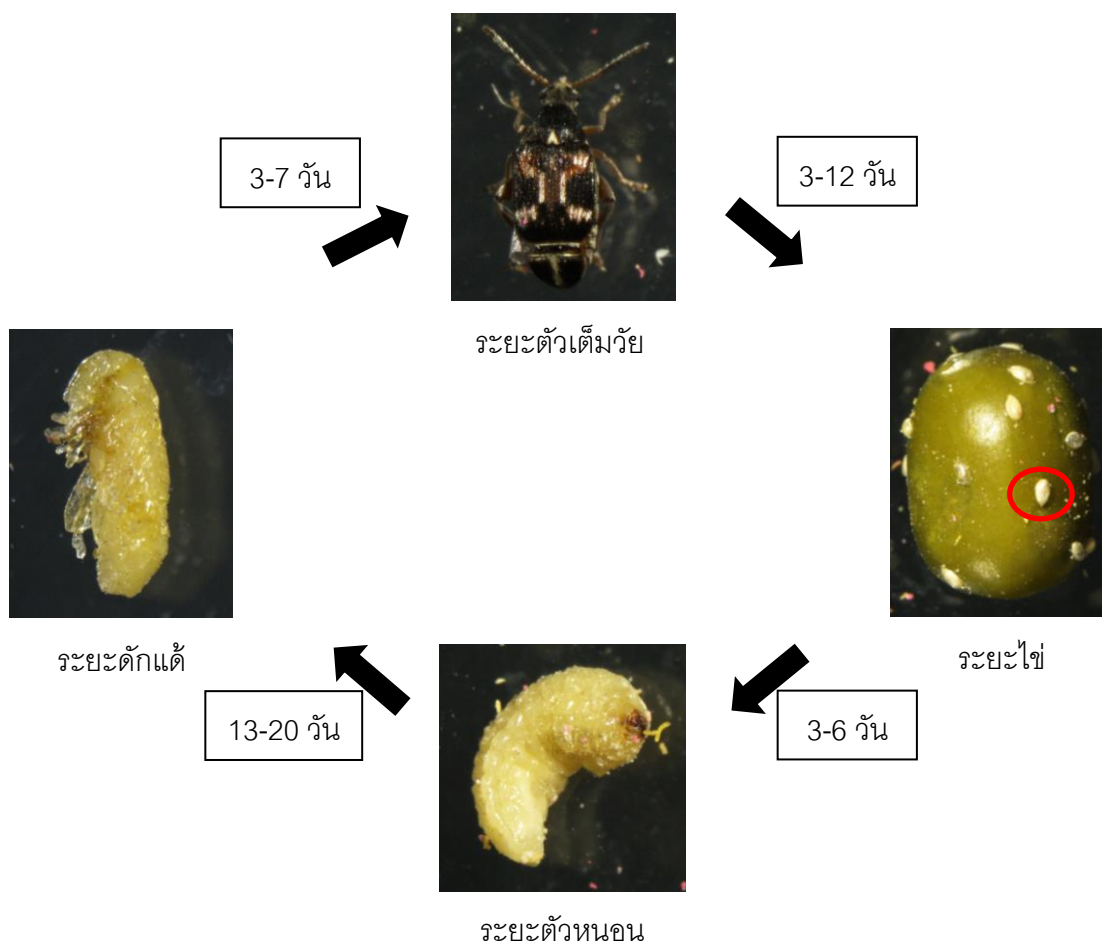 3-7 วัน
3-12 วัน
ระยะตัวเต็มวัย
ระยะดักแด้
ระยะไข่
13-20 วัน
3-6 วัน
ระยะตัวหนอน